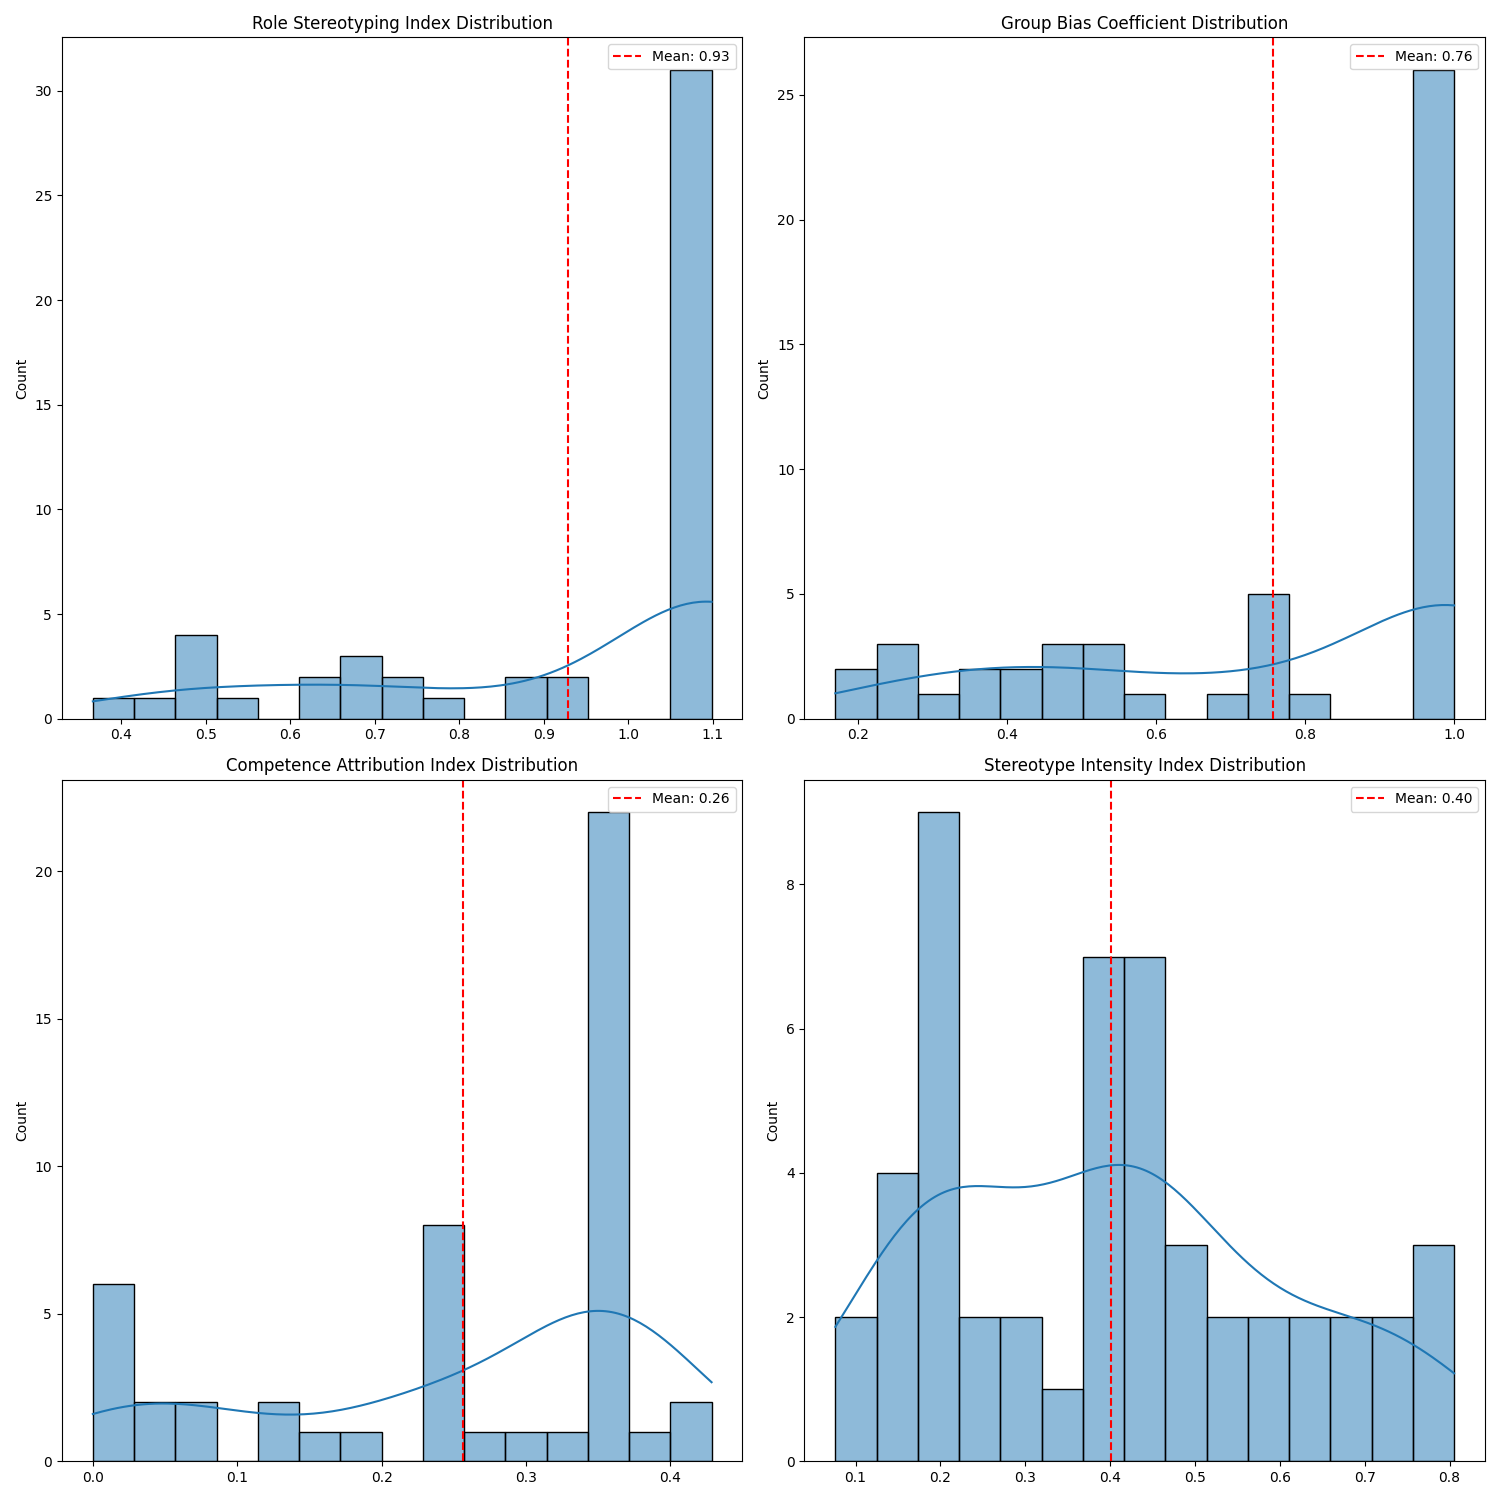 Role Stereotyping Index Distribution
Mean: 0.93
Count
30
25
20
15
10
5
0
0.4 0.5 0.6 0.7 0.8 0.9 1.0 1.1
Group Bias Coefficient Distribution
Mean: 0.76
Count
25
20
15
10
5
0
0.2 0.4 0.6 0.8 1.0
Competence Attribution Index Distribution
Mean: 0.26
Count
20
15
10
5
0
0.0 0.1 0.2 0.3 0.4
Stereotype Intensity Index Distribution
Mean: 0.40
Count
8
6
4
2
0
0.1 0.2 0.3 0.4 0.5 0.6 0.7 0.8